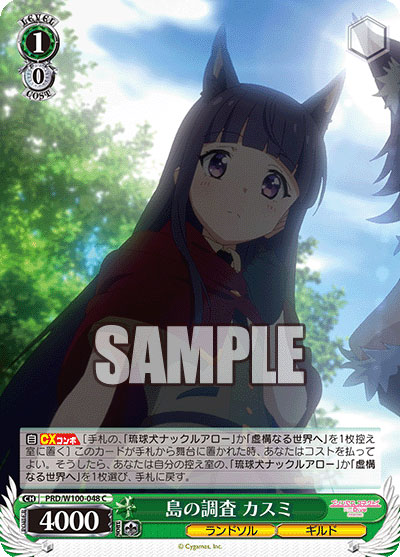 LEVEL
1
0
COST
SAMPLE
自 CXコンボ [手札の、「琉球犬ナックルアロー」か「虚構なる世界へ」を1枚控え
室に置く] このカードが手札から舞台に置かれた時、あなたはコストを払ってよ
い。そうしたら、あなたは自分の控え室の、「琉球犬ナックルアロー」か「虚構な
る世界へ」を1枚選び、手札に戻す。
CH PRD/W100-048 C
4000
島の調査 カスミ
ランドソル
ギルド
© Cygames, Inc.